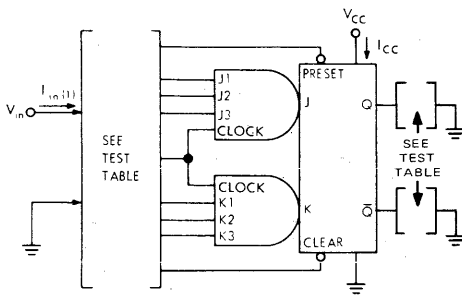 V_CC
I_CC
PRESET
I_in (1)
V_in
J1
J2
J3
CLOCK
J
Q
SEE
TEST
TABLE
SEE
TEST
TABLE
CLOCK
K1
K2
K3
K
Q̅
CLEAR